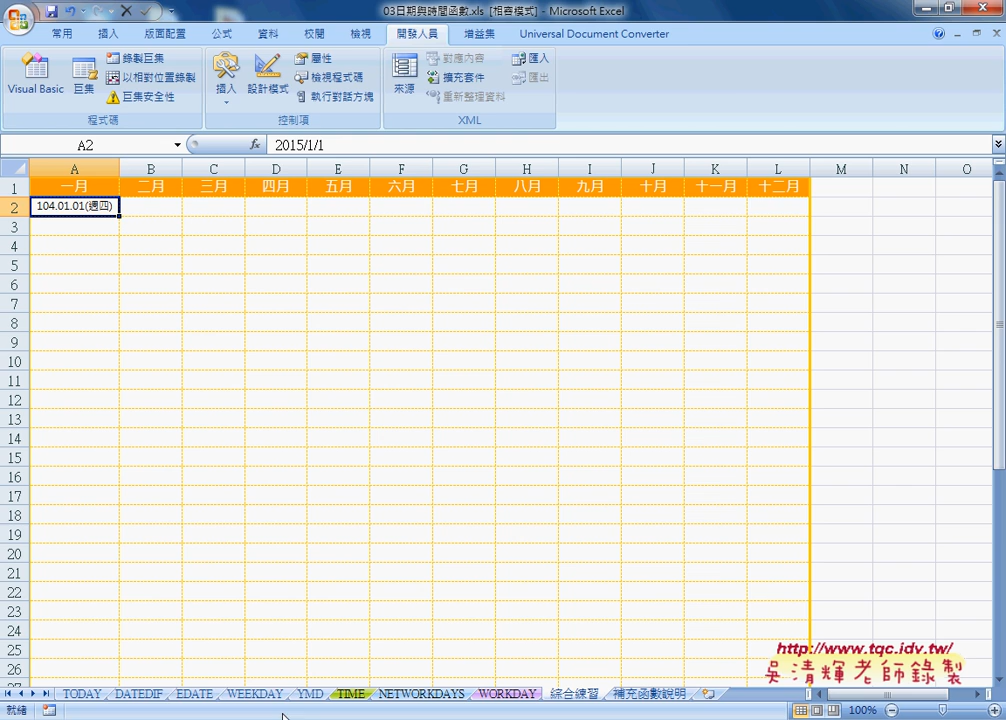 03日期與時間函數.xls [相容模式] - Microsoft Excel
常用 插入 版面配置 公式 資料 校閱 檢視 開發人員 增益集 Universal Document Converter
Visual Basic 巨集 錄製巨集 以相對位置錄製 巨集安全性 程式碼
插入 設計模式 屬性 檢視程式碼 執行對話方塊 控制項
來源 對應內容 擴充套件 重新整理資料 匯入 匯出 XML
A2 fx 2015/1/1
A B C D E F G H I J K L M N O
1 一月 二月 三月 四月 五月 六月 七月 八月 九月 十月 十一月 十二月
2 104.01.01(週四)
3
4
5
6
7
8
9
10
11
12
13
14
15
16
17
18
19
20
21
22
23
24
25
26
http://www.tqc.idv.tw/
吳清輝老師錄製
TODAY DATEDIF EDATE WEEKDAY YMD TIME NETWORKDAYS WORKDAY 綜合練習 補充函數說明
就緒 100%